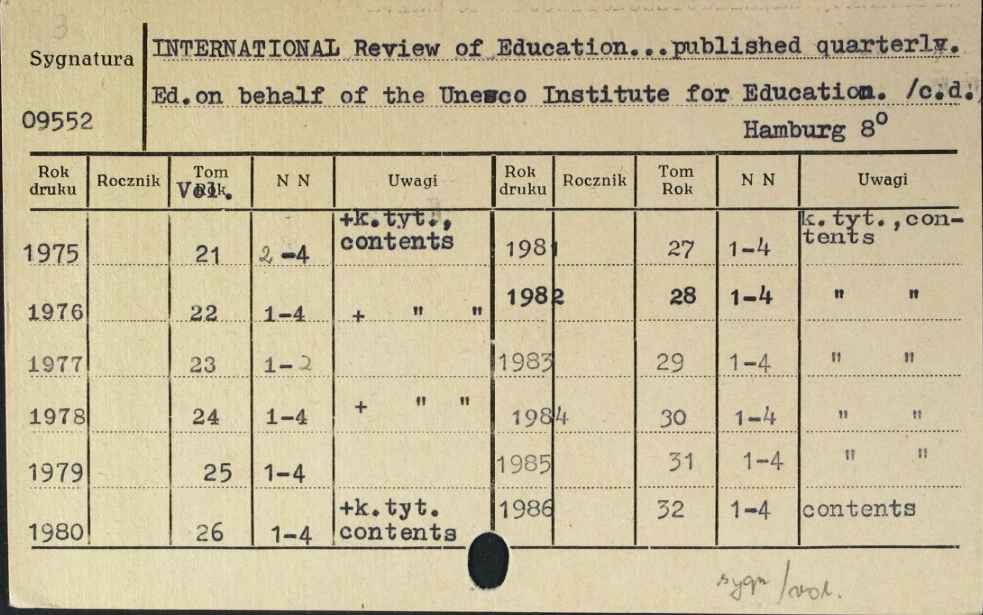 3
Sygnatura
09552
INTERNATIONAL Review of Education...published quarterly.
Ed.on behalf of the Unesco Institute for Education. /c.d.
Hamburg 8°
Rok druku Rocznik Tom Rok Vol. N N Uwagi Rok druku Rocznik Tom Rok N N Uwagi
1975 21 2-4 +k.tyt., contents 1981 27 1-4 k.tyt.,contents
1976 22 1-4 + " " 1982 28 1-4 " "
1977 23 1-2 1983 29 1-4 " "
1978 24 1-4 + " " 1984 30 1-4 " "
1979 25 1-4 1985 31 1-4 " "
1980 26 1-4 +k.tyt. contents 1986 32 1-4 contents
sygn/vol.